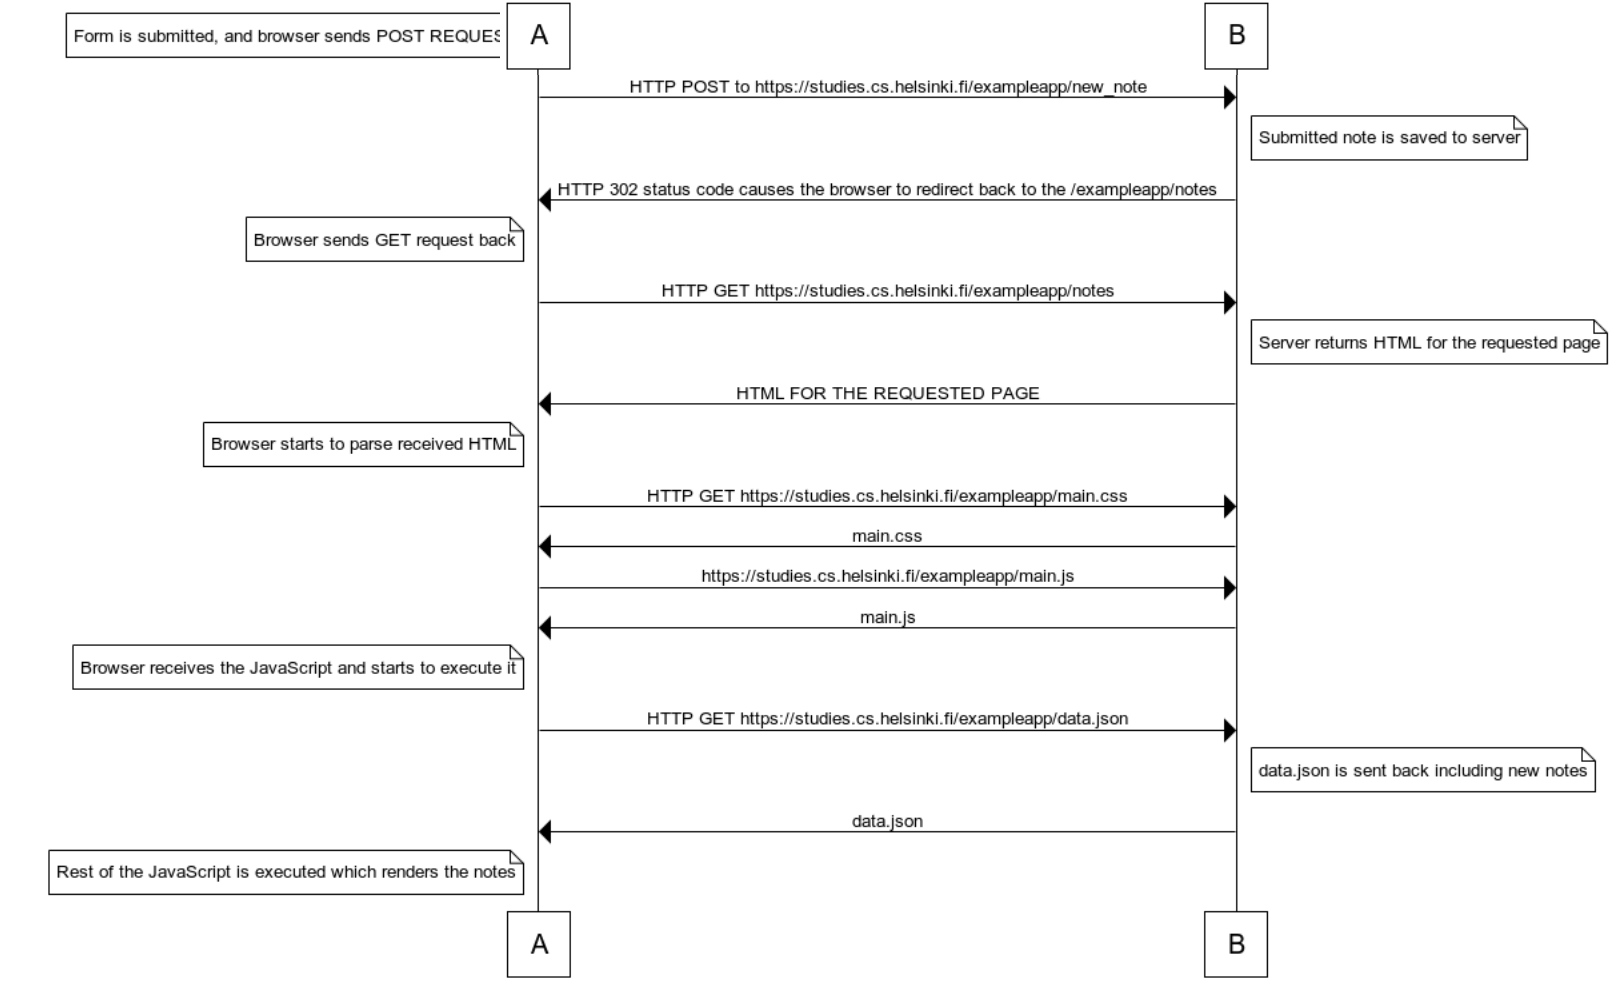 Form is submitted, and browser sends POST REQUES
A
B
HTTP POST to https://studies.cs.helsinki.fi/exampleapp/new_note
Submitted note is saved to server
HTTP 302 status code causes the browser to redirect back to the /exampleapp/notes
Browser sends GET request back
HTTP GET https://studies.cs.helsinki.fi/exampleapp/notes
Server returns HTML for the requested page
HTML FOR THE REQUESTED PAGE
Browser starts to parse received HTML
HTTP GET https://studies.cs.helsinki.fi/exampleapp/main.css
main.css
https://studies.cs.helsinki.fi/exampleapp/main.js
main.js
Browser receives the JavaScript and starts to execute it
HTTP GET https://studies.cs.helsinki.fi/exampleapp/data.json
data.json is sent back including new notes
data.json
Rest of the JavaScript is executed which renders the notes
A
B